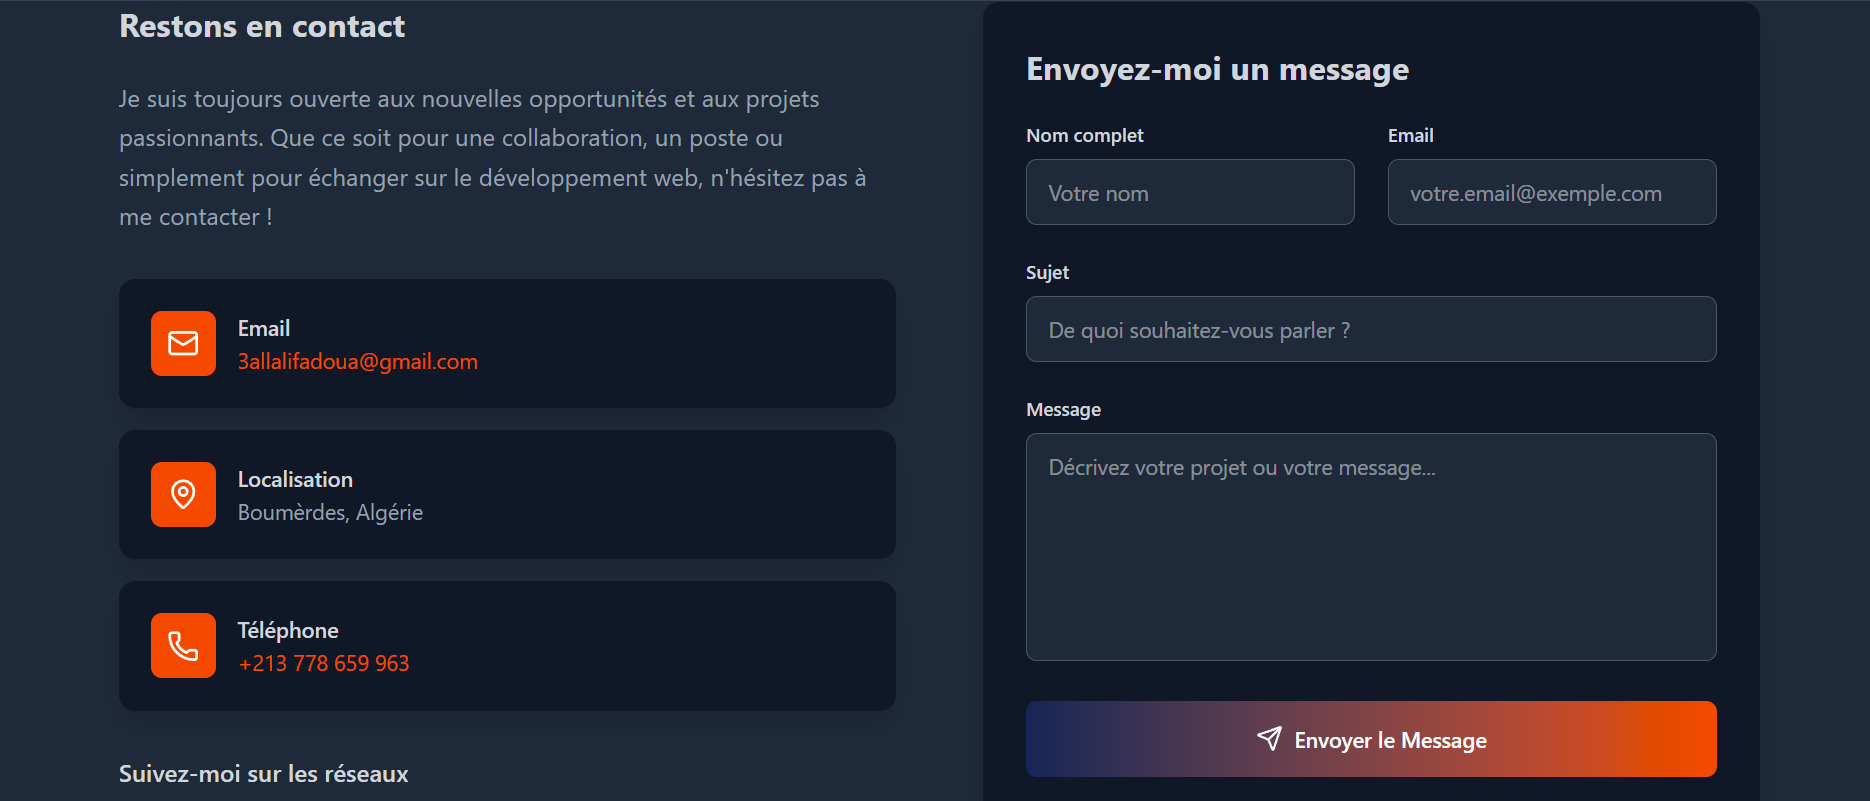 Restons en contact
Je suis toujours ouverte aux nouvelles opportunités et aux projets
passionnants. Que ce soit pour une collaboration, un poste ou
simplement pour échanger sur le développement web, n'hésitez pas à
me contacter !
Email
3allalifadoua@gmail.com
Localisation
Boumèrdes, Algérie
Téléphone
+213 778 659 963
Suivez-moi sur les réseaux
Envoyez-moi un message
Nom complet
Votre nom
Email
votre.email@exemple.com
Sujet
De quoi souhaitez-vous parler ?
Message
Décrivez votre projet ou votre message...
Envoyer le Message